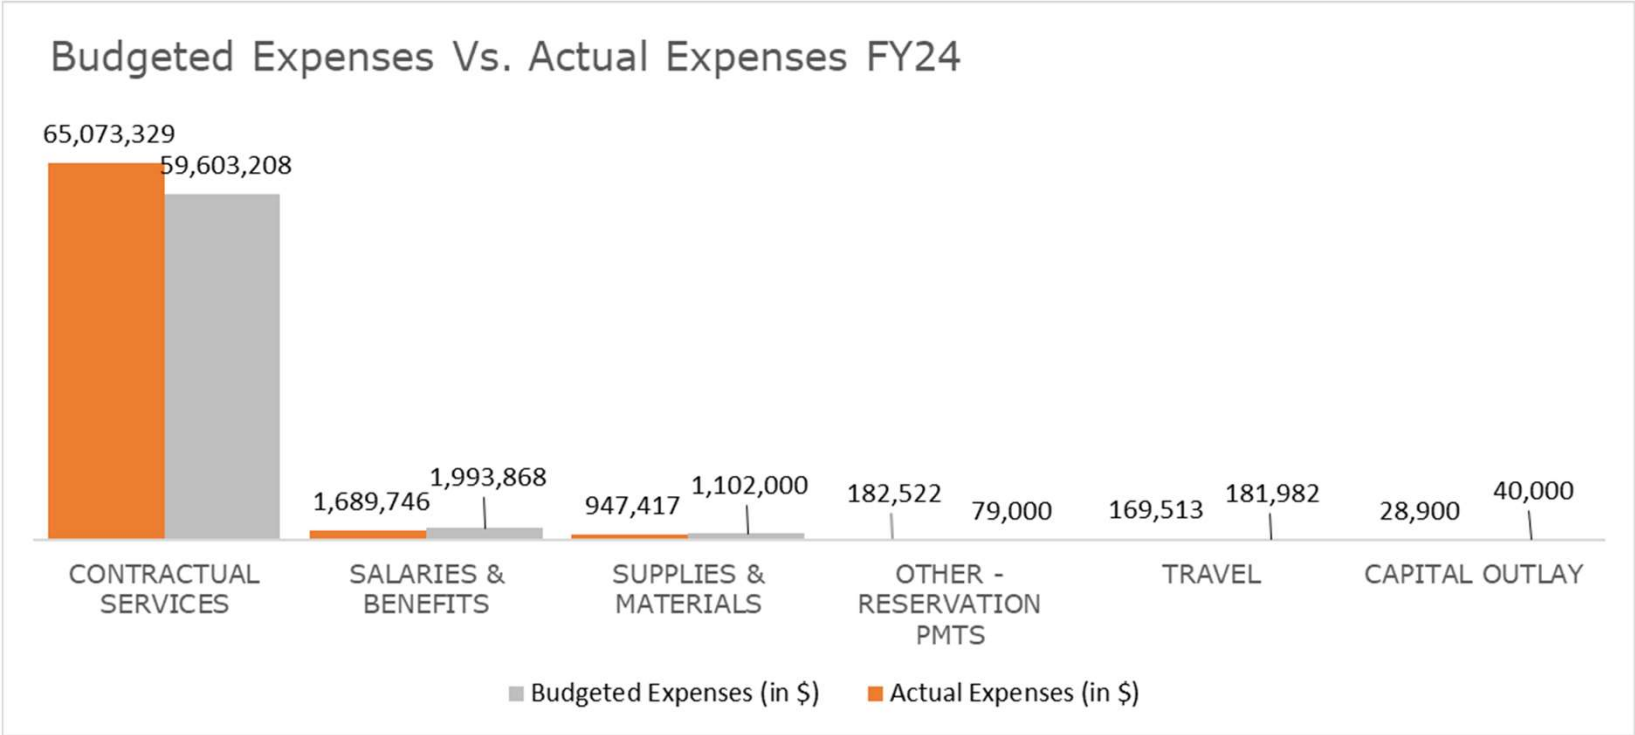 Budgeted Expenses Vs. Actual Expenses FY24
65,073,329
59,603,208
1,689,746
1,993,868
947,417
1,102,000
182,522
79,000
169,513
181,982
28,900
40,000
CONTRACTUAL
SERVICES
SALARIES &
BENEFITS
SUPPLIES &
MATERIALS
OTHER -
RESERVATION
PMTS
TRAVEL
CAPITAL OUTLAY
Budgeted Expenses (in $)
Actual Expenses (in $)